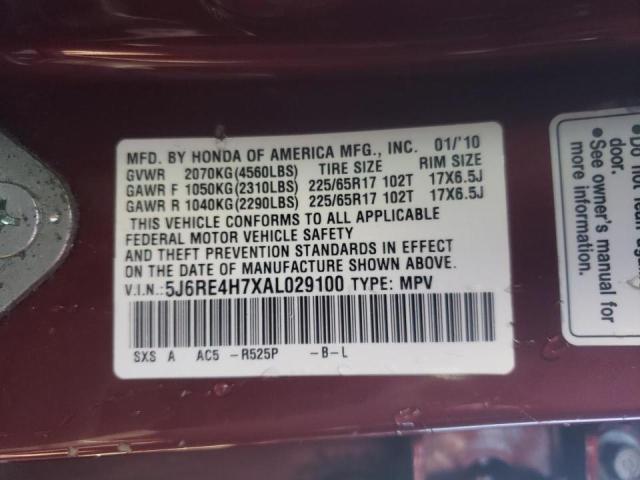 MFD. BY HONDA OF AMERICA MFG., INC. 01/'10
GVWR 2070KG(4560LBS) TIRE SIZE RIM SIZE
GAWR F 1050KG(2310LBS) 225/65R17 102T 17X6.5J
GAWR R 1040KG(2290LBS) 225/65R17 102T 17X6.5J
THIS VEHICLE CONFORMS TO ALL APPLICABLE
FEDERAL MOTOR VEHICLE SAFETY
AND THEFT PREVENTION STANDARDS IN EFFECT
ON THE DATE OF MANUFACTURE SHOWN ABOVE.
V.I.N.:5J6RE4H7XAL029100 TYPE: MPV
SXS A AC5 -R525P -B-L
door.
•See owner's
manual for
more
information.